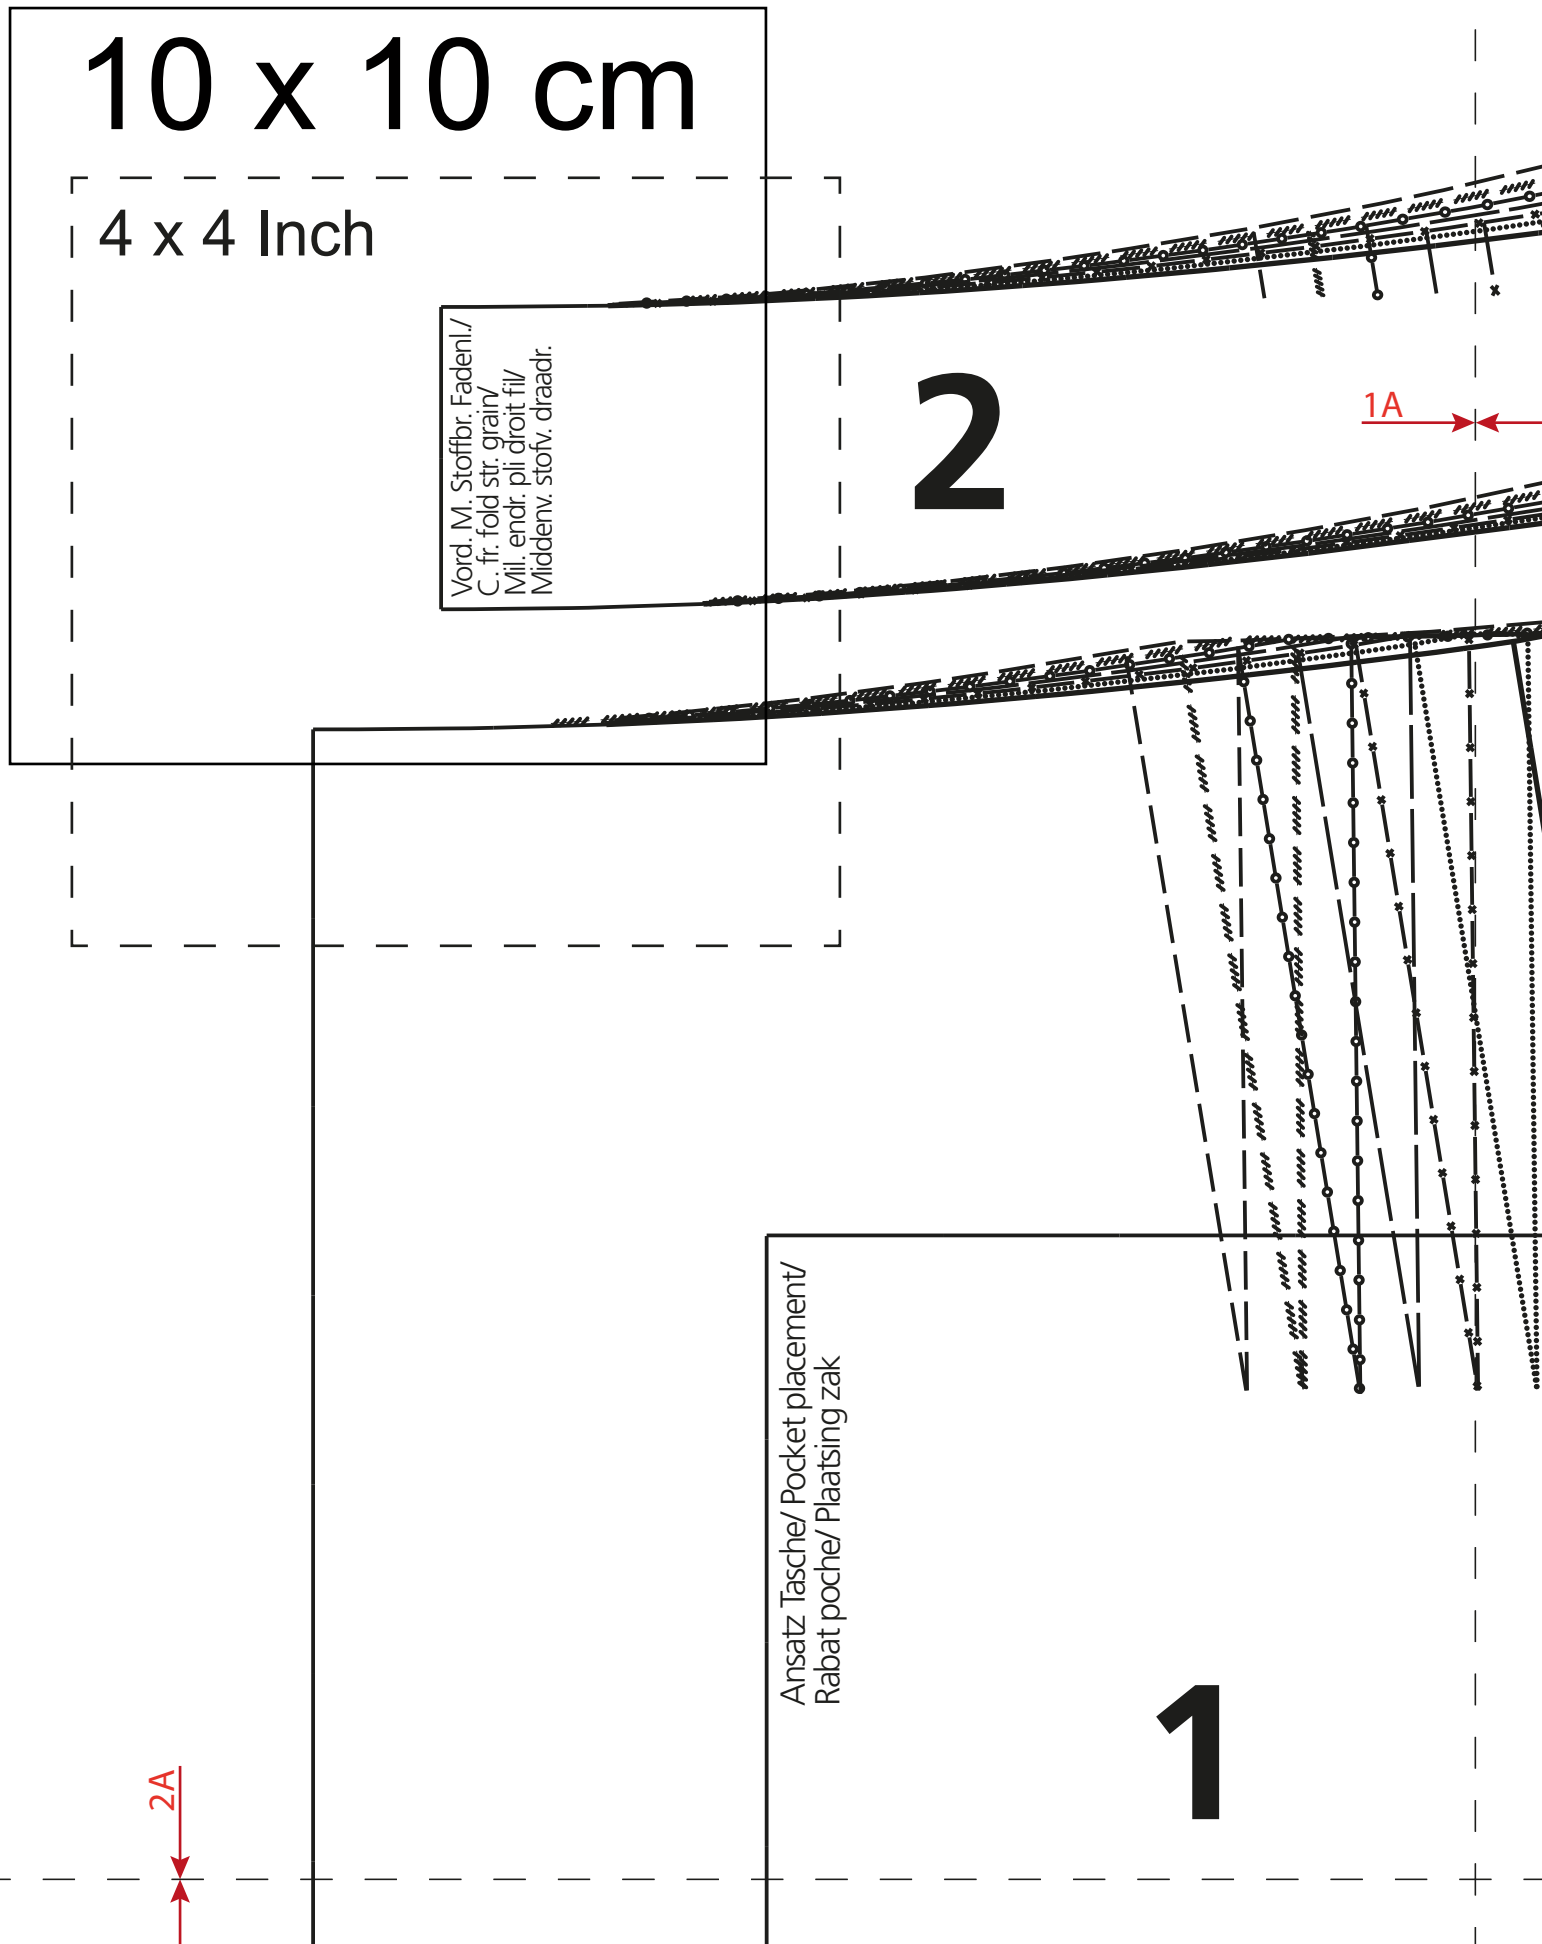 10 x 10 cm
4 x 4 Inch
Vord. M. Stoffbr. Fadenl./
C. fr. fold str. grain/
Mil. endr. pli droit fil/
Middenv. stofv. draadr.
2
1A
Ansatz Tasche/ Pocket placement/
Rabat poche/ Plaatsing zak
1
2A